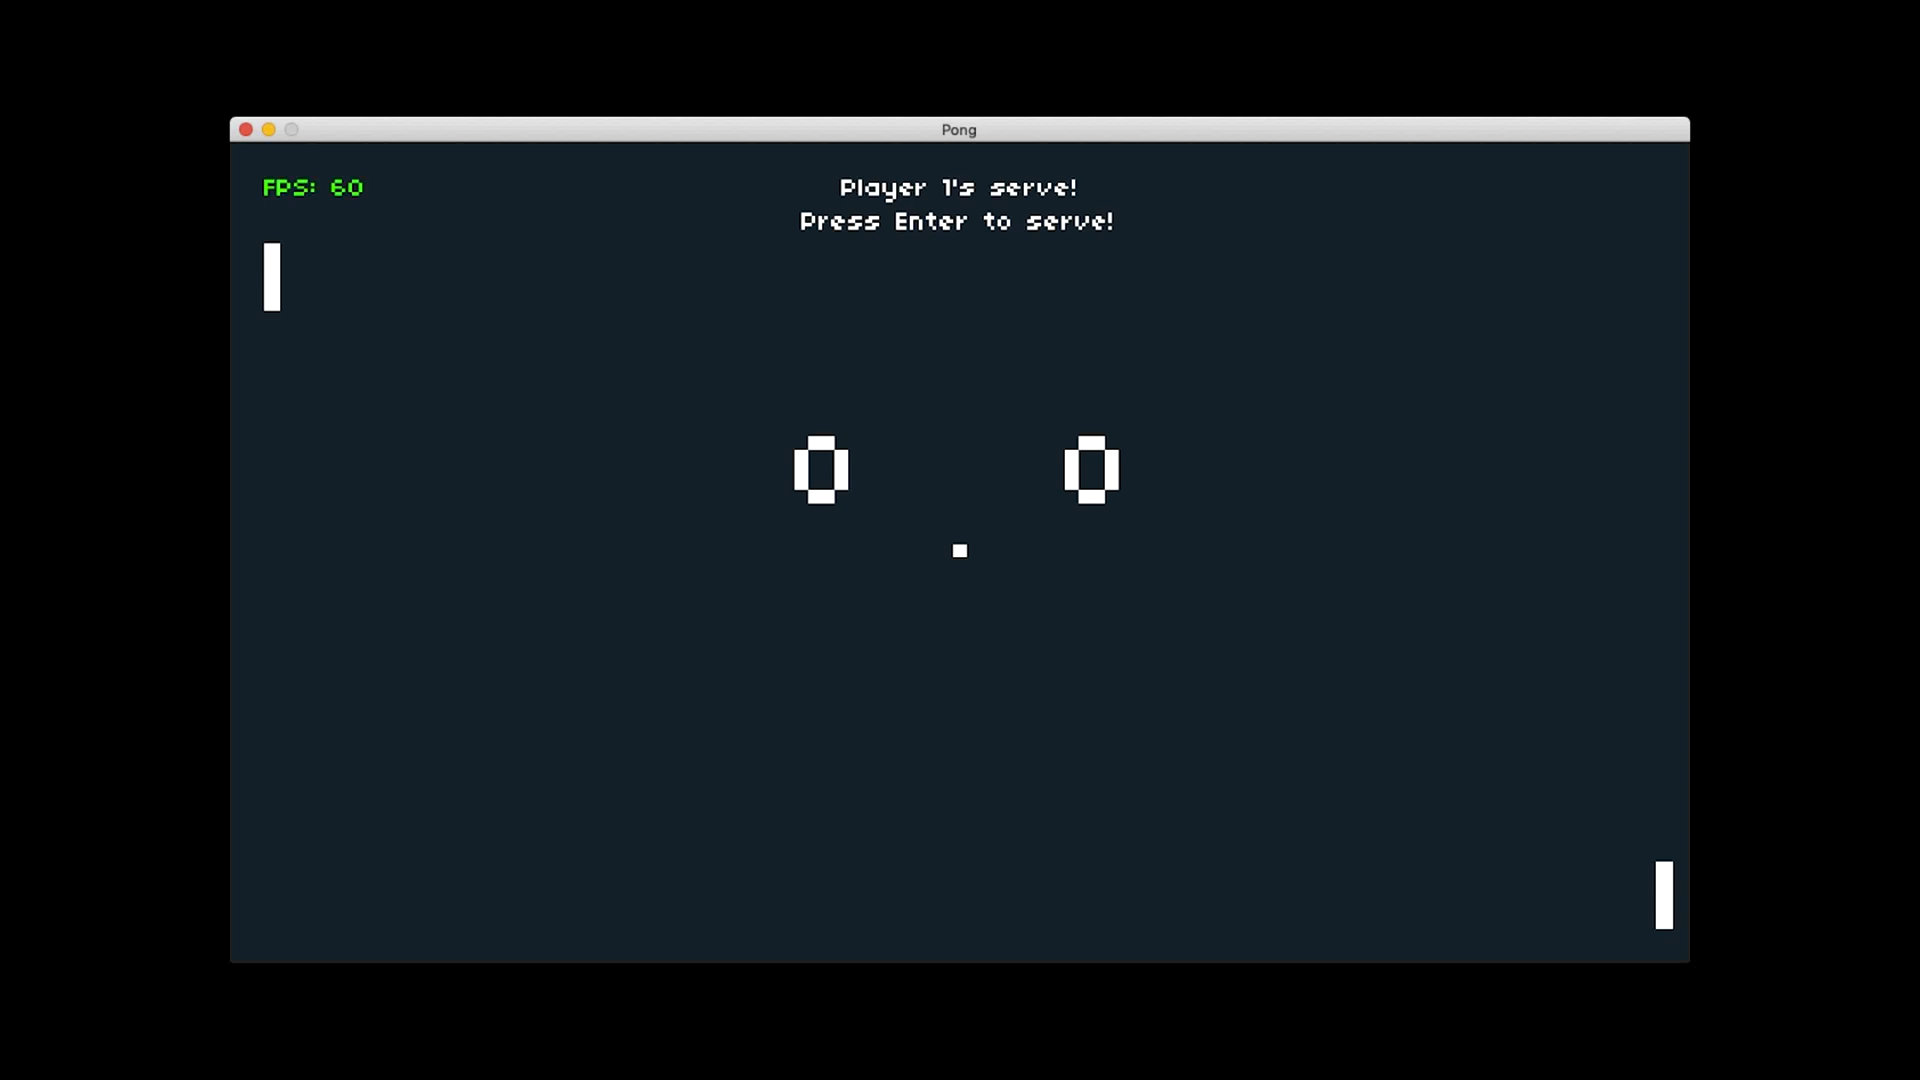 Pong
FPS: 60
Player 1's serve!
Press Enter to serve!
0 0